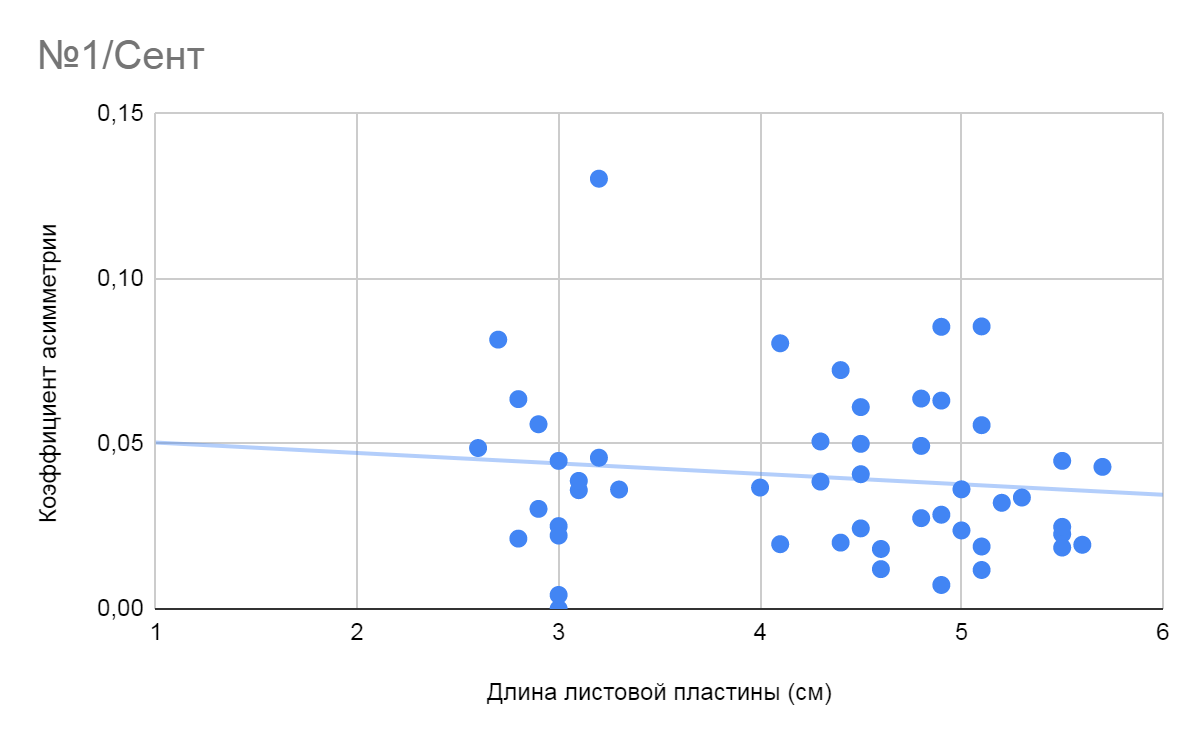 №1/Сент
0,15
0,10
0,05
0,00
1 2 3 4 5 6
Коэффициент асимметрии
Длина листовой пластины (см)